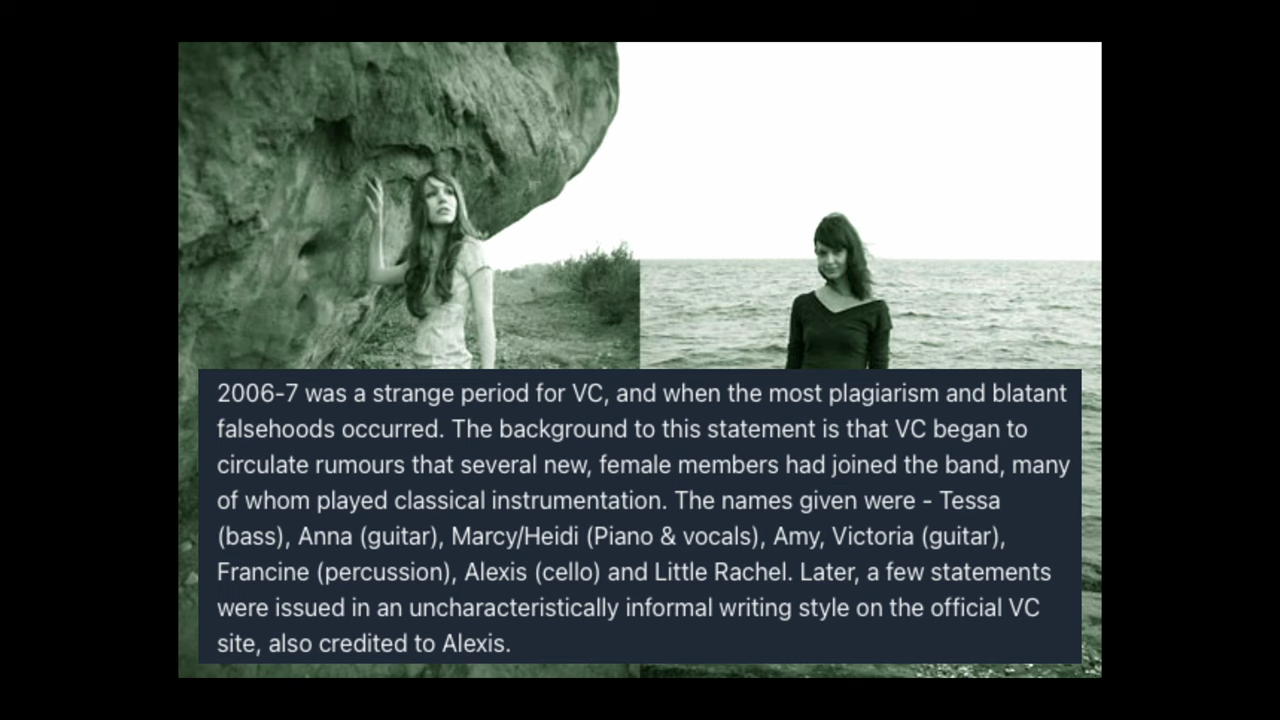 2006-7 was a strange period for VC, and when the most plagiarism and blatant
falsehoods occurred. The background to this statement is that VC began to
circulate rumours that several new, female members had joined the band, many
of whom played classical instrumentation. The names given were - Tessa
(bass), Anna (guitar), Marcy/Heidi (Piano & vocals), Amy, Victoria (guitar),
Francine (percussion), Alexis (cello) and Little Rachel. Later, a few statements
were issued in an uncharacteristically informal writing style on the official VC
site, also credited to Alexis.